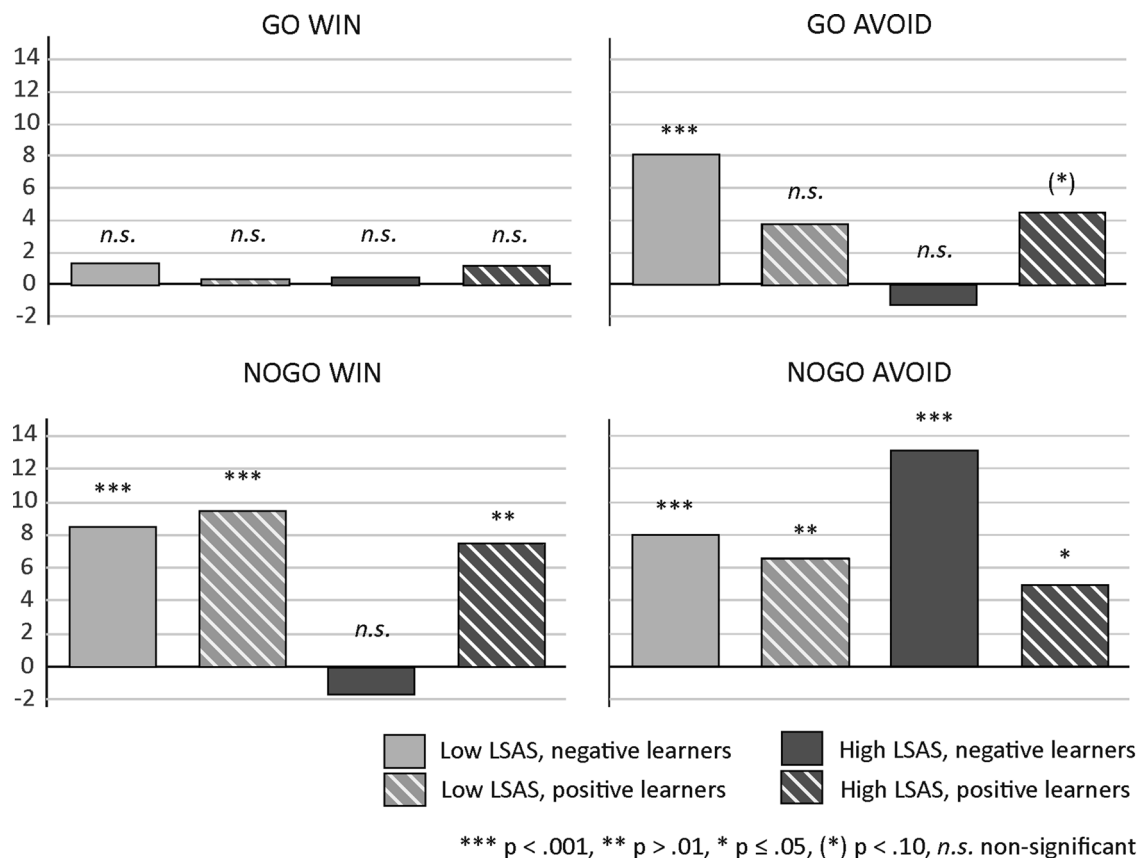 GO WIN
GO AVOID
14
12
10
8
6
4
2
0
-2
n.s.
n.s.
n.s.
n.s.
***
n.s.
n.s.
(*)
NOGO WIN
NOGO AVOID
14
12
10
8
6
4
2
0
-2
***
***
n.s.
**
***
**
***
*
Low LSAS, negative learners
High LSAS, negative learners
Low LSAS, positive learners
High LSAS, positive learners
*** p < .001, ** p > .01, * p ≤ .05, (*) p < .10, n.s. non-significant